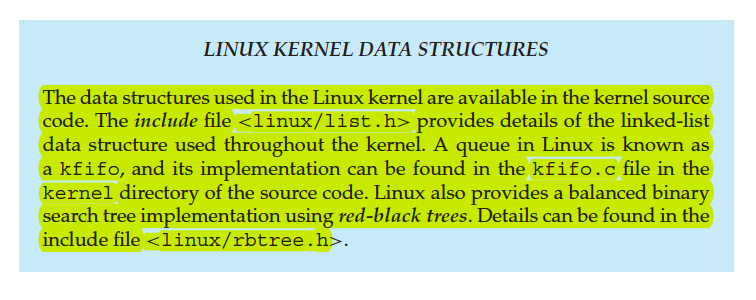 LINUX KERNEL DATA STRUCTURES
The data structures used in the Linux kernel are available in the kernel source
code. The include file <linux/list.h> provides details of the linked-list
data structure used throughout the kernel. A queue in Linux is known as
a kfifo, and its implementation can be found in the kfifo.c file in the
kernel directory of the source code. Linux also provides a balanced binary
search tree implementation using red-black trees. Details can be found in the
include file <linux/rbtree.h>.